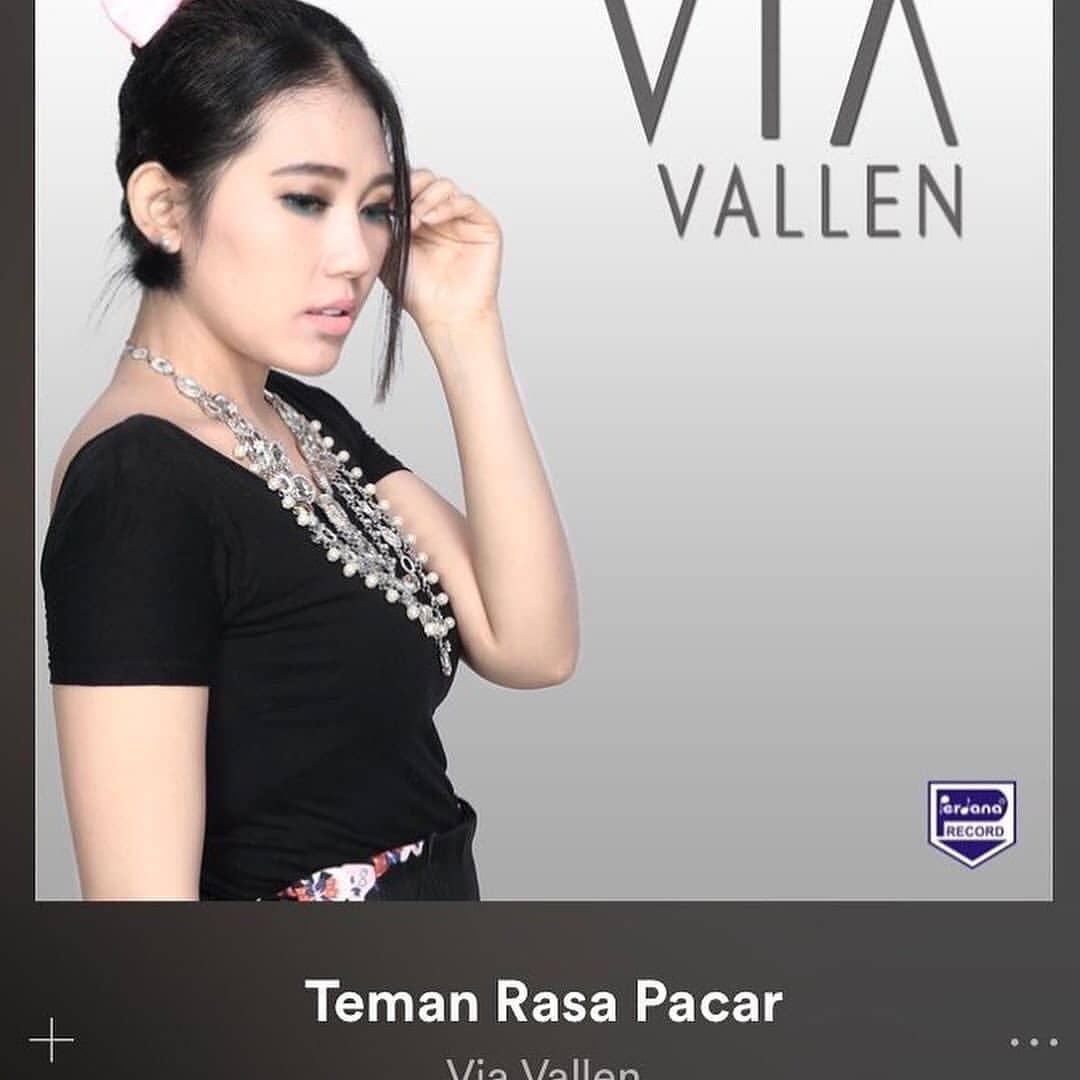 VIA
VALLEN
Perdana
RECORD
Teman Rasa Pacar
Via Vallen